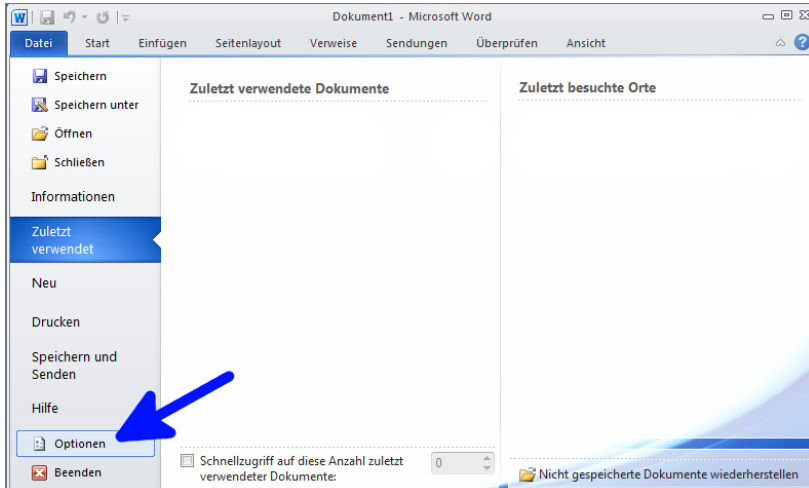 Dokument1 - Microsoft Word
Datei Start Einfügen Seitenlayout Verweise Sendungen Überprüfen Ansicht
Speichern
Speichern unter
Öffnen
Schließen
Informationen
Zuletzt
verwendet
Neu
Drucken
Speichern und
Senden
Hilfe
Optionen
Beenden
Zuletzt verwendete Dokumente
Schnellzugriff auf diese Anzahl zuletzt
verwendeter Dokumente:
0
Zuletzt besuchte Orte
Nicht gespeicherte Dokumente wiederherstellen